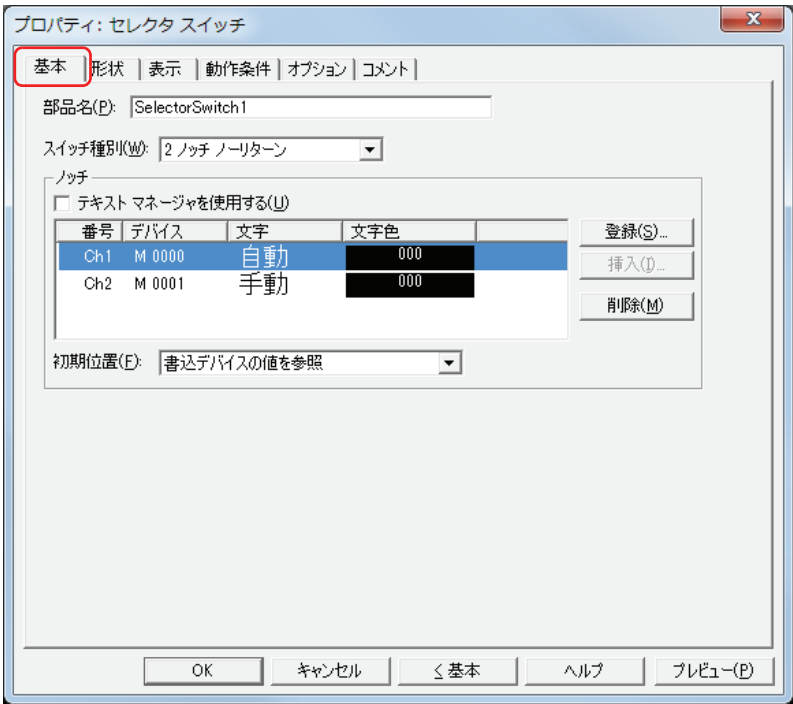 プロパティ: セレクタ スイッチ
基本 形状 表示 動作条件 オプション コメント
部品名(P): SelectorSwitch1
スイッチ種別(W): 2 ノッチ ノーリターン
ノッチ
テキスト マネージャを使用する(U)
番号 デバイス 文字 文字色
Ch1 M 0000 自動 000
Ch2 M 0001 手動 000
登録(S)...
挿入(I)...
削除(M)
初期位置(F): 書込デバイスの値を参照
OK キャンセル < 基本 ヘルプ プレビュー(P)